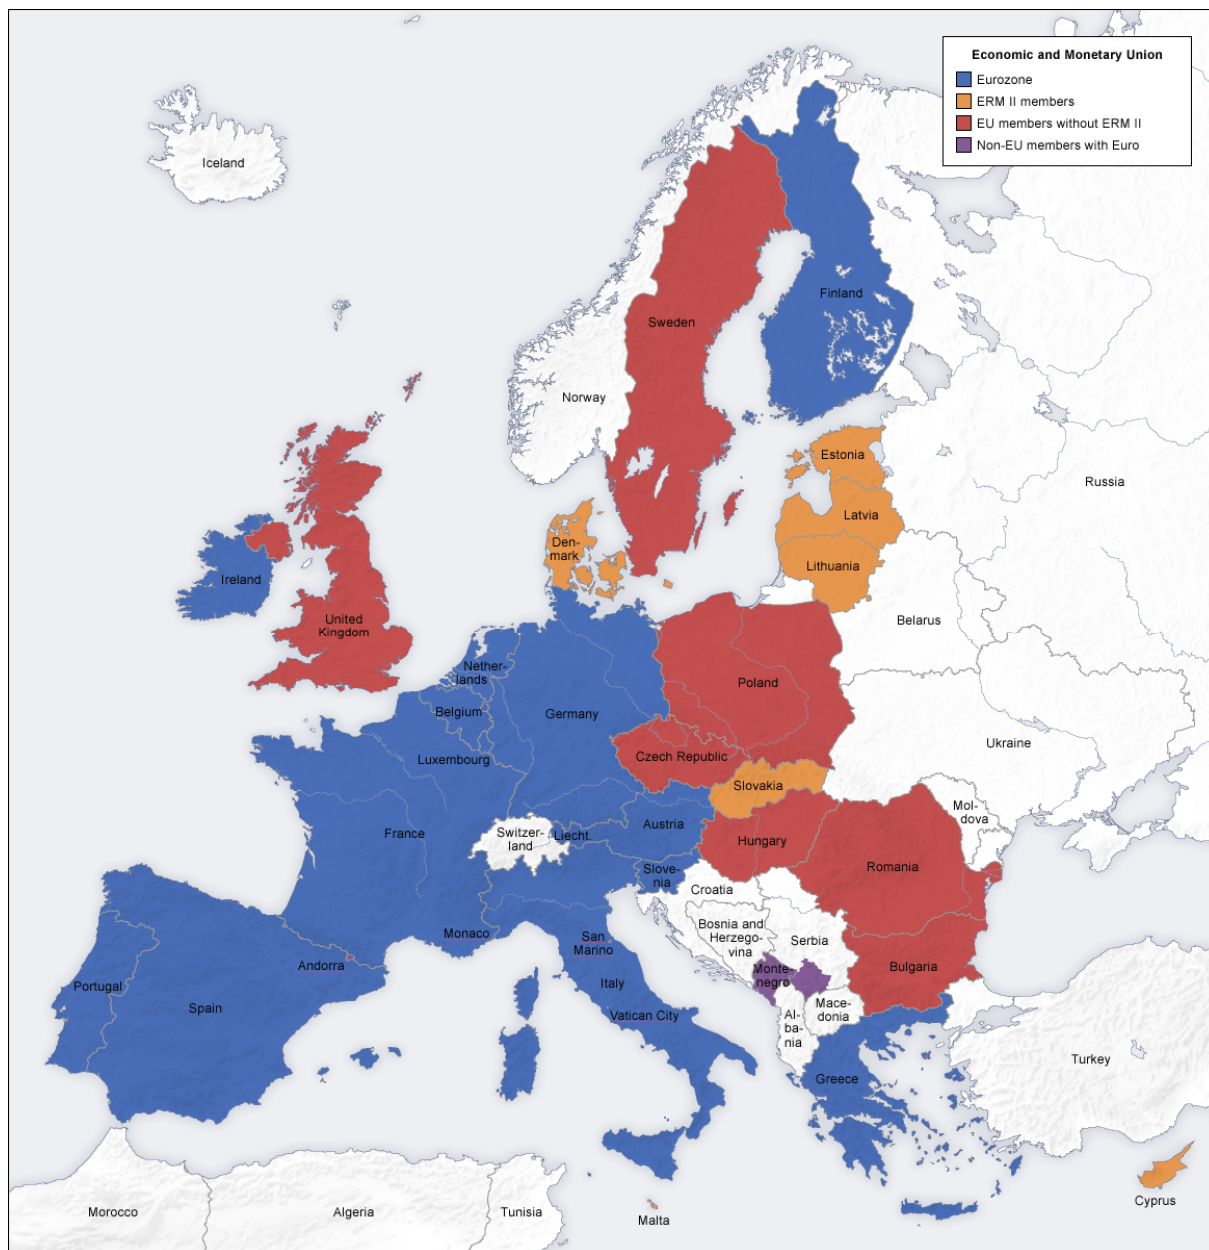 Economic and Monetary Union
Eurozone
ERM II members
EU members without ERM II
Non-EU members with Euro
Iceland
Finland
Sweden
Norway
Estonia
Russia
Latvia
Den-
mark
Lithuania
Ireland
United
Kingdom
Belarus
Nether-
lands
Poland
Belgium
Germany
Ukraine
Czech Republic
Luxembourg
Slovakia
Mol-
dova
France
Switzer-
land
Liecht.
Austria
Hungary
Romania
Slove-
nia
Croatia
Bosnia and
Herzego-
vina
Serbia
Monaco
San
Marino
Andorra
Bulgaria
Monte-
negro
Portugal
Spain
Italy
Vatican City
Mace-
donia
Al-
ba-
nia
Turkey
Greece
Cyprus
Morocco
Algeria
Tunisia
Malta